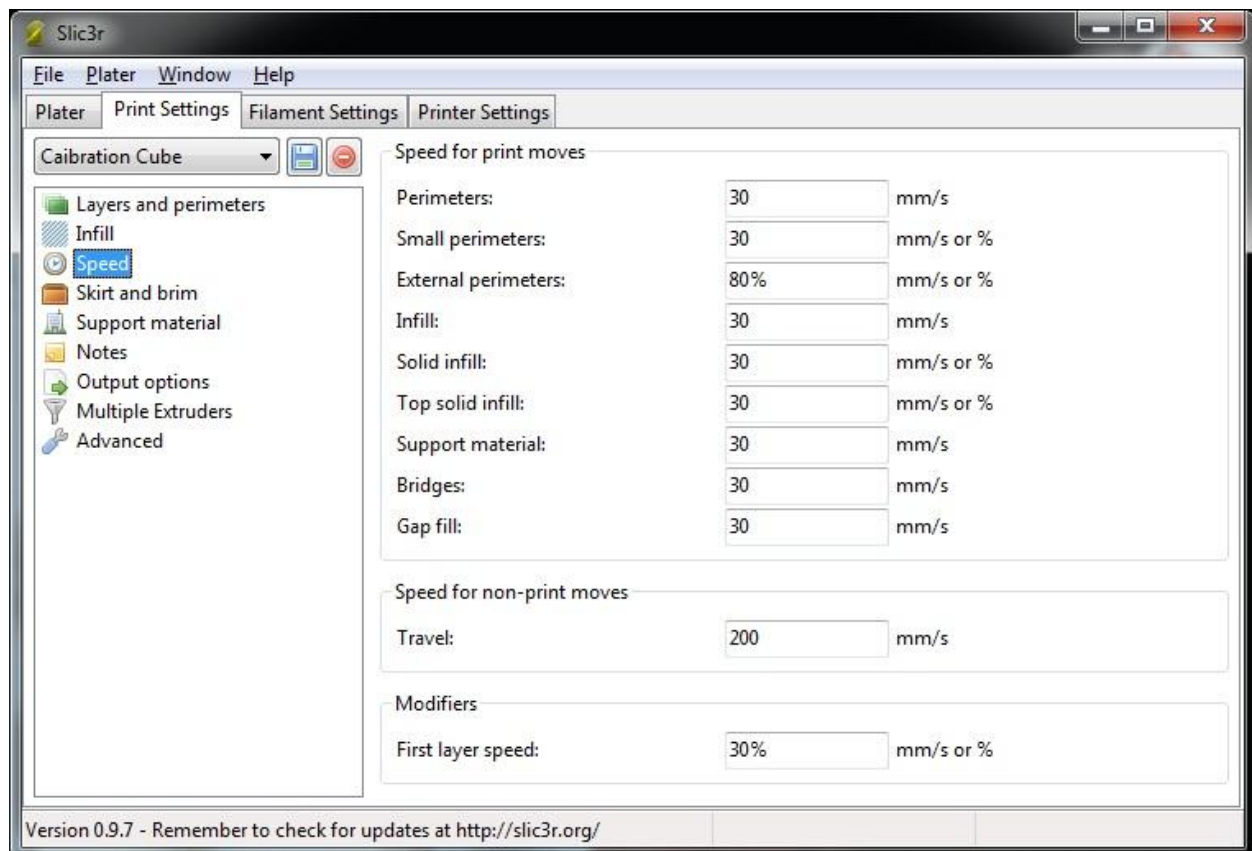 Slic3r
File Plater Window Help
Plater Print Settings Filament Settings Printer Settings
Caibration Cube
Layers and perimeters
Infill
Speed
Skirt and brim
Support material
Notes
Output options
Multiple Extruders
Advanced
Speed for print moves
Perimeters: 30 mm/s
Small perimeters: 30 mm/s or %
External perimeters: 80% mm/s or %
Infill: 30 mm/s
Solid infill: 30 mm/s or %
Top solid infill: 30 mm/s or %
Support material: 30 mm/s
Bridges: 30 mm/s
Gap fill: 30 mm/s
Speed for non-print moves
Travel: 200 mm/s
Modifiers
First layer speed: 30% mm/s or %
Version 0.9.7 - Remember to check for updates at http://slic3r.org/